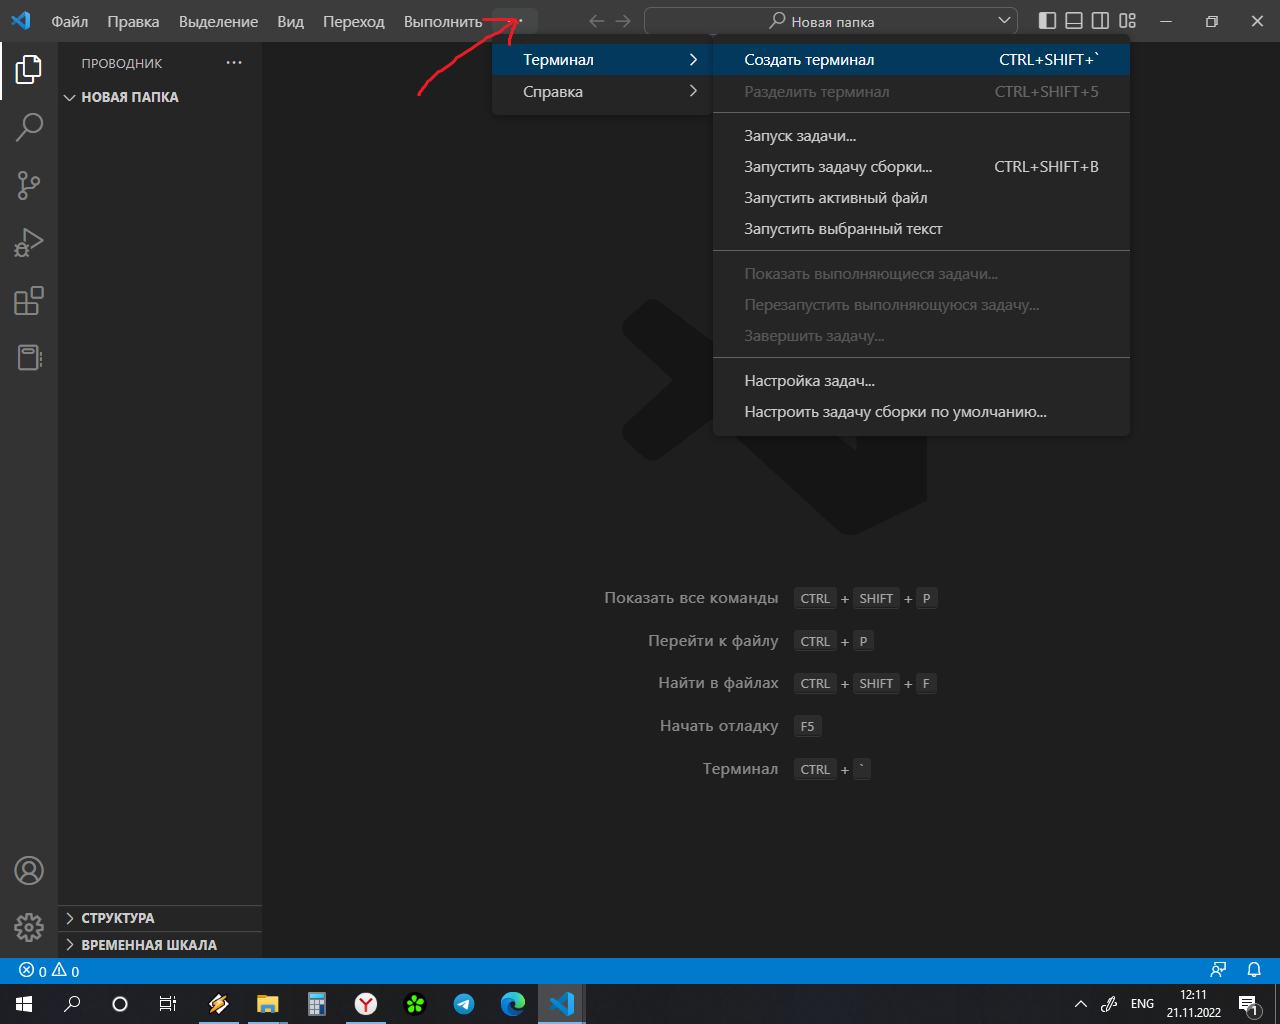 Файл Правка Выделение Вид Переход Выполнить ··· Новая папка
ПРОВОДНИК ···
НОВАЯ ПАПКА
Терминал
Справка
Создать терминал CTRL+SHIFT+`
Разделить терминал CTRL+SHIFT+5
Запуск задачи...
Запустить задачу сборки... CTRL+SHIFT+B
Запустить активный файл
Запустить выбранный текст
Показать выполняющиеся задачи...
Перезапустить выполняющуюся задачу...
Завершить задачу...
Настройка задач...
Настроить задачу сборки по умолчанию...
Показать все команды CTRL + SHIFT + P
Перейти к файлу CTRL + P
Найти в файлах CTRL + SHIFT + F
Начать отладку F5
Терминал CTRL + `
СТРУКТУРА
ВРЕМЕННАЯ ШКАЛА
0 0
ENG 12:11
21.11.2022 1